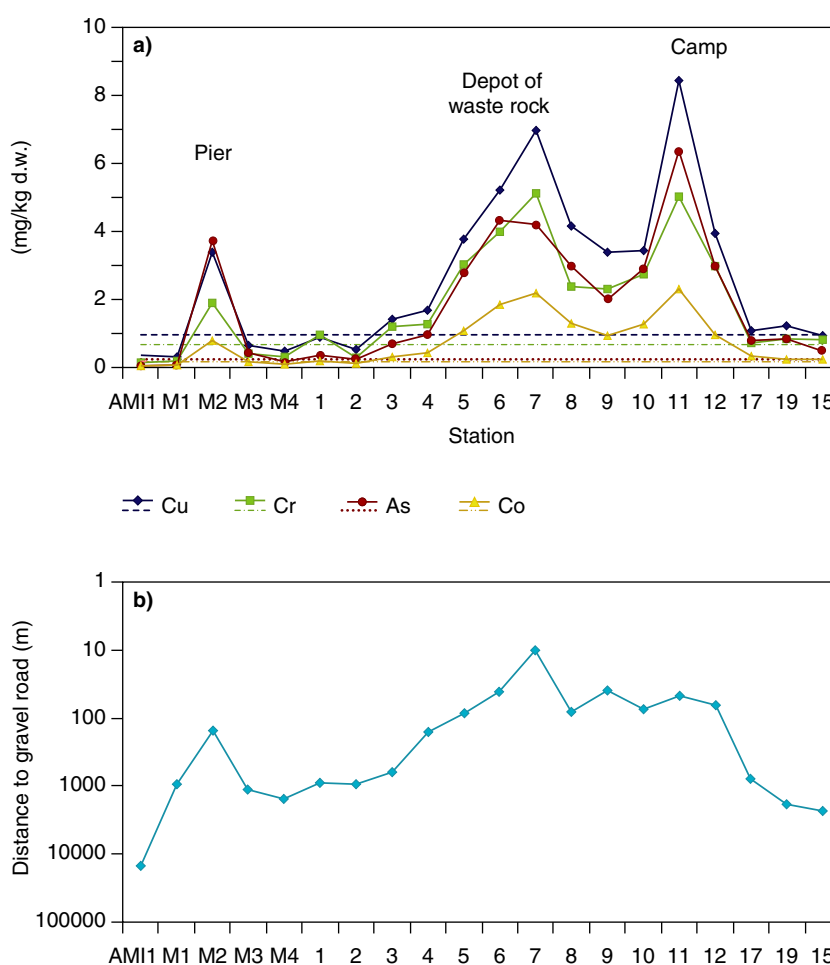 10
a)
Camp
Depot of
waste rock
8
Pier
6
(mg/kg d.w.)
4
2
0
AMI1 M1 M2 M3 M4 1 2 3 4 5 6 7 8 9 10 11 12 17 19 15
Station
Cu Cr As Co
1
b)
10
100
1000
10000
100000
Distance to gravel road (m)
AMI1 M1 M2 M3 M4 1 2 3 4 5 6 7 8 9 10 11 12 17 19 15